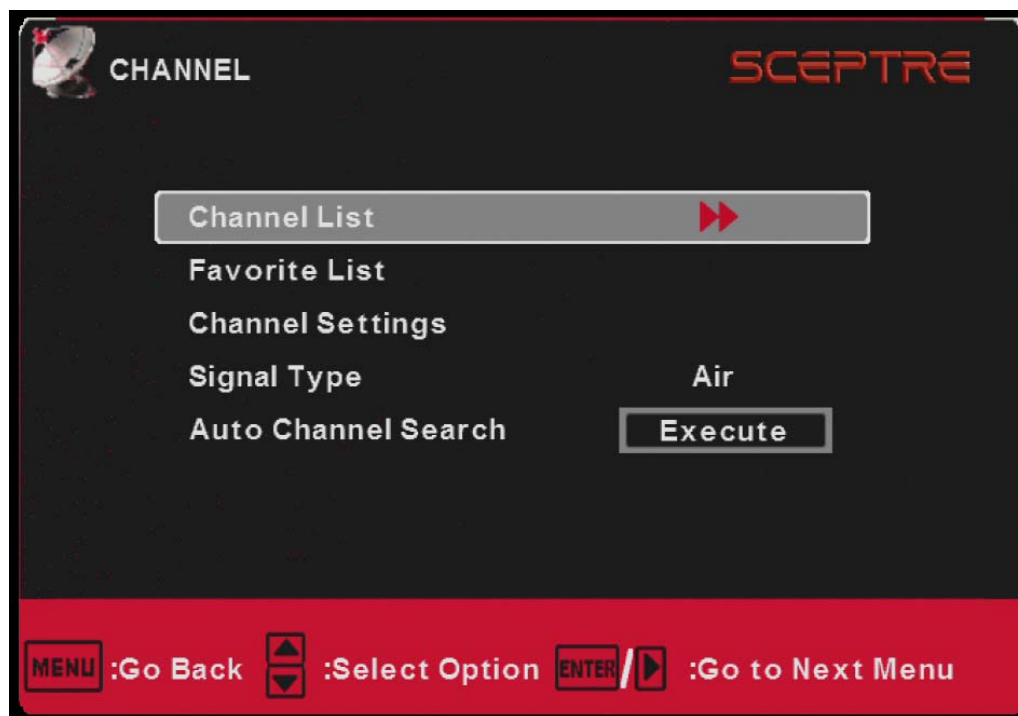 CHANNEL
SCEPTRE
Channel List
Favorite List
Channel Settings
Signal Type Air
Auto Channel Search Execute
MENU :Go Back :Select Option ENTER/ :Go to Next Menu